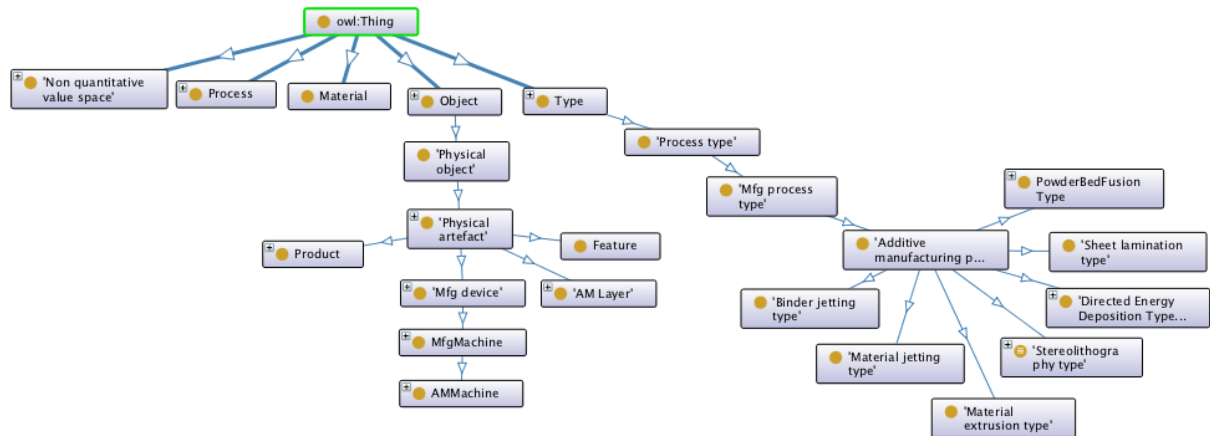 owl:Thing
'Non quantitative
value space'
Process
Material
Object
Type
'Physical
object'
'Process type'
'Mfg process
type'
PowderBedFusion
Type
'Physical
artefact'
Product
Feature
'Additive
manufacturing p...
'Sheet lamination
type'
'Mfg device'
'AM Layer'
'Binder jetting
type'
'Directed Energy
Deposition Type...
MfgMachine
'Material jetting
type'
'Stereolithogra
phy type'
AMMachine
'Material
extrusion type'